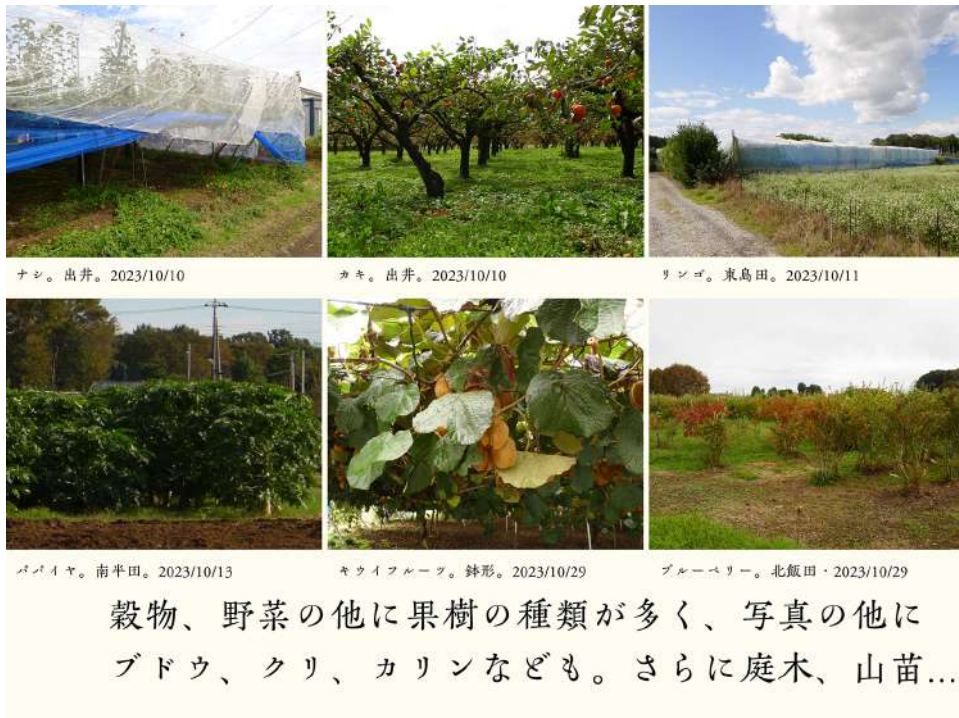 ナシ。出井。2023/10/10
カキ。出井。2023/10/10
リンゴ。東島田。2023/10/11
パパイヤ。南半田。2023/10/13
キウイフルーツ。鉢形。2023/10/29
ブルーベリー。北飯田・2023/10/29
穀物、野菜の他に果樹の種類が多く、写真の他に
ブドウ、クリ、カリンなども。さらに庭木、山苗...